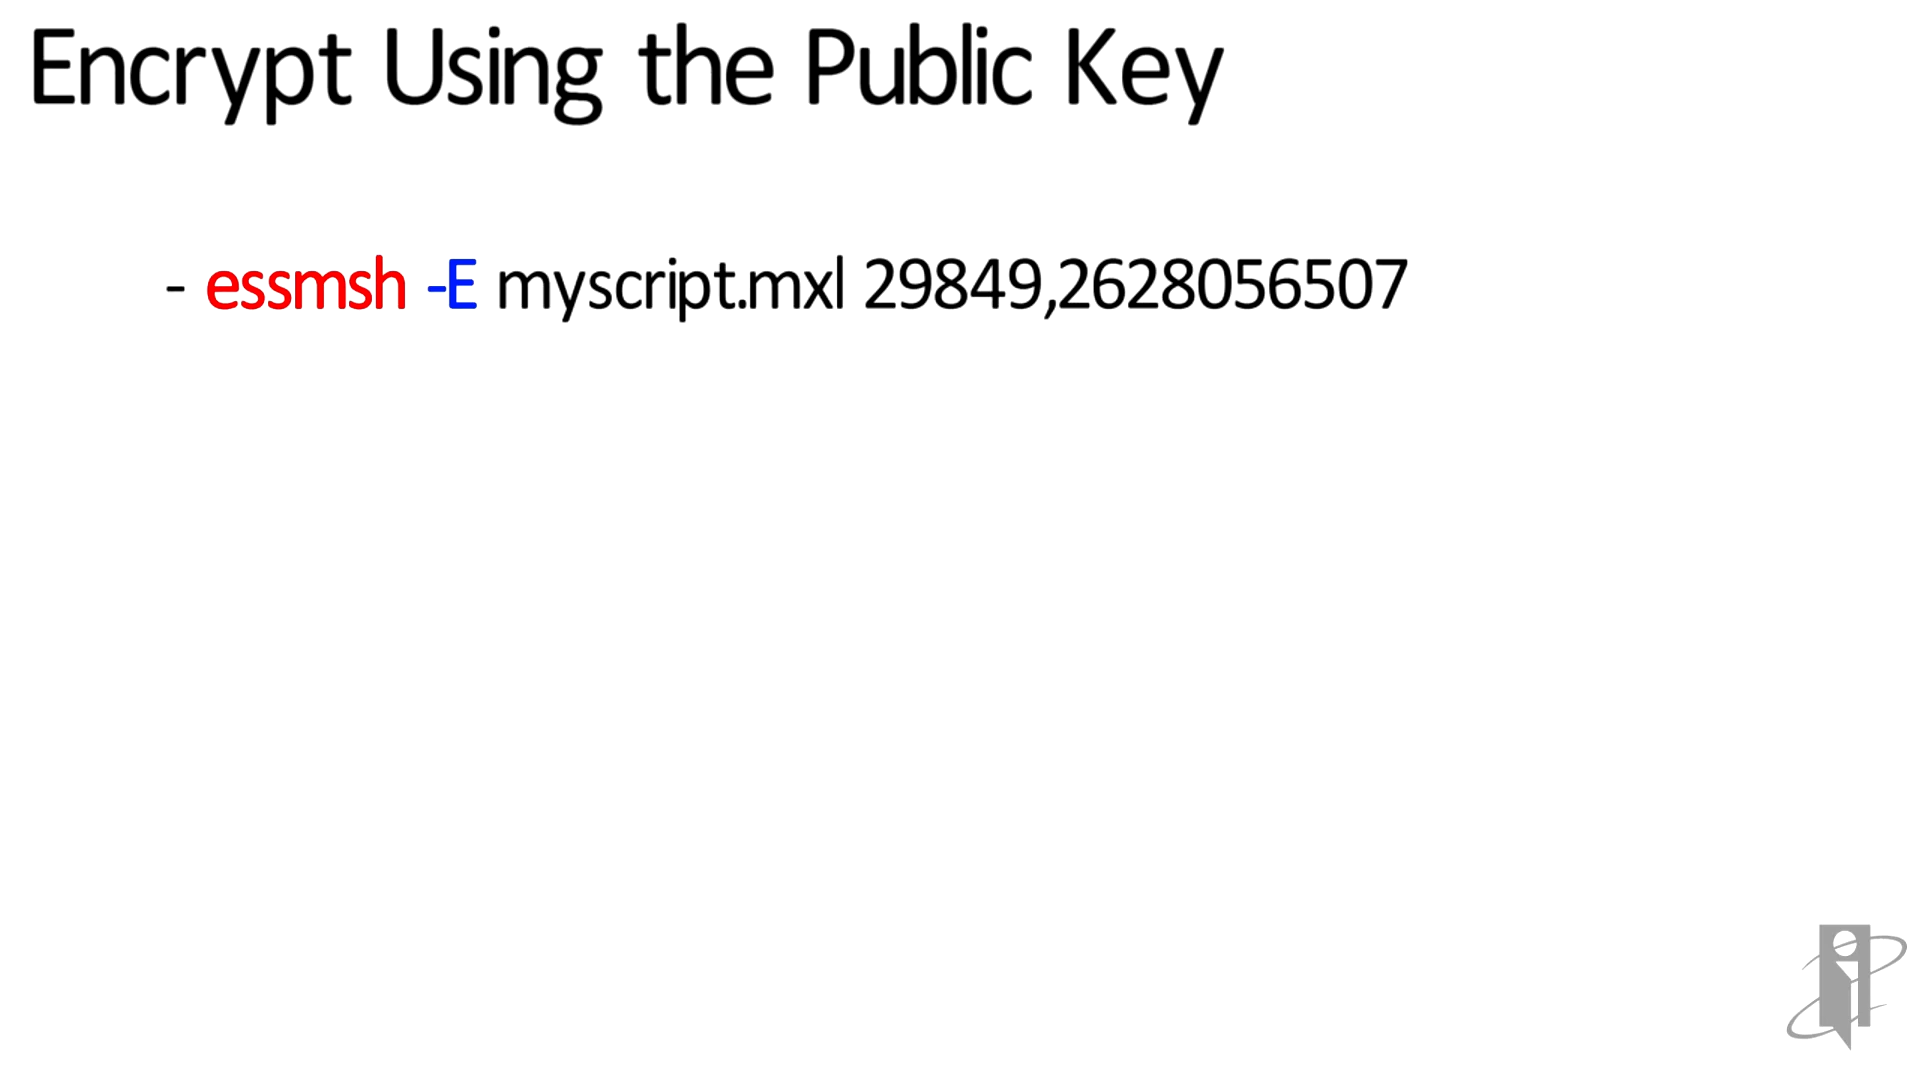 Encrypt Using the Public Key
- essmsh -E myscript.mxl 29849,2628056507